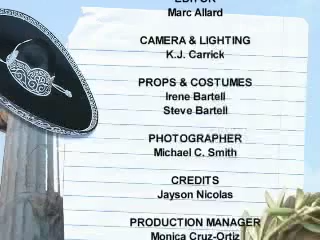 EDITOR
Marc Allard
CAMERA & LIGHTING
K.J. Carrick
PROPS & COSTUMES
Irene Bartell
Steve Bartell
PHOTOGRAPHER
Michael C. Smith
CREDITS
Jayson Nicolas
PRODUCTION MANAGER
Monica Cruz-Ortiz